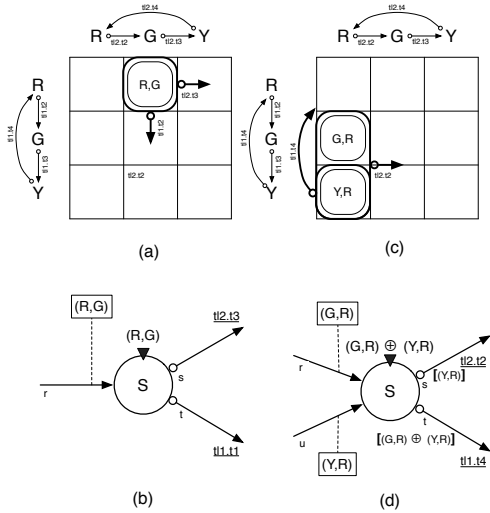 tl2.t4
R G Y
tl2.t2 tl2.t3
R
tl1.t2
G
tl1.t3
Y
tl1.t4
R,G
tl2.t3
tl1.t2
tl2.t2
(a)
tl2.t4
R G Y
tl2.t2 tl2.t3
R
tl1.t2
G
tl1.t3
Y
tl1.t4
G,R
Y,R
tl1.t4
tl2.t2
(c)
(R,G)
(R,G)
tl2.t3
S
s
r
t
tl1.t1
(b)
(G,R)
(G,R) ⊕ (Y,R)
tl2.t2
r
S
s
[(Y,R)]
t
u
[(G,R) ⊕ (Y,R)]
(Y,R)
tl1.t4
(d)